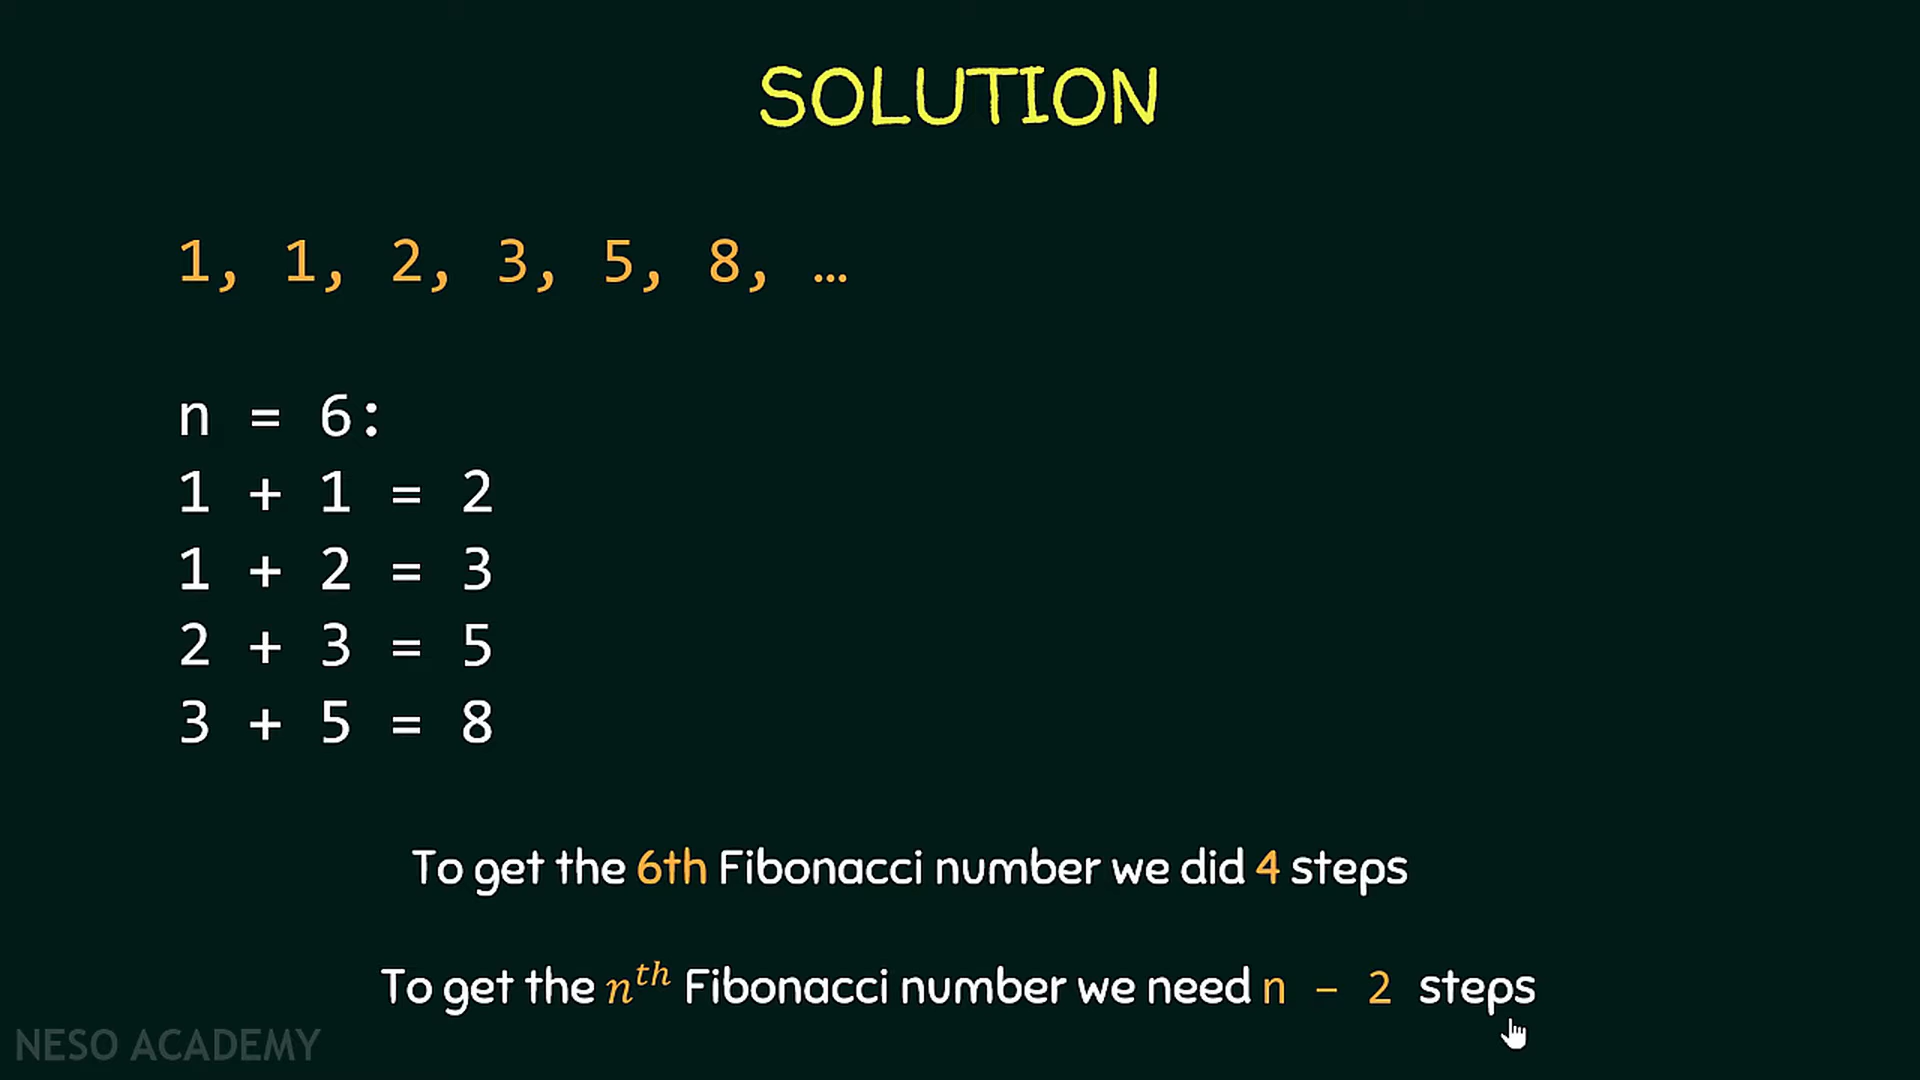 SOLUTION
1, 1, 2, 3, 5, 8, …
n = 6:
1 + 1 = 2
1 + 2 = 3
2 + 3 = 5
3 + 5 = 8
To get the 6th Fibonacci number we did 4 steps
To get the nᵗʰ Fibonacci number we need n - 2 steps
NESO ACADEMY